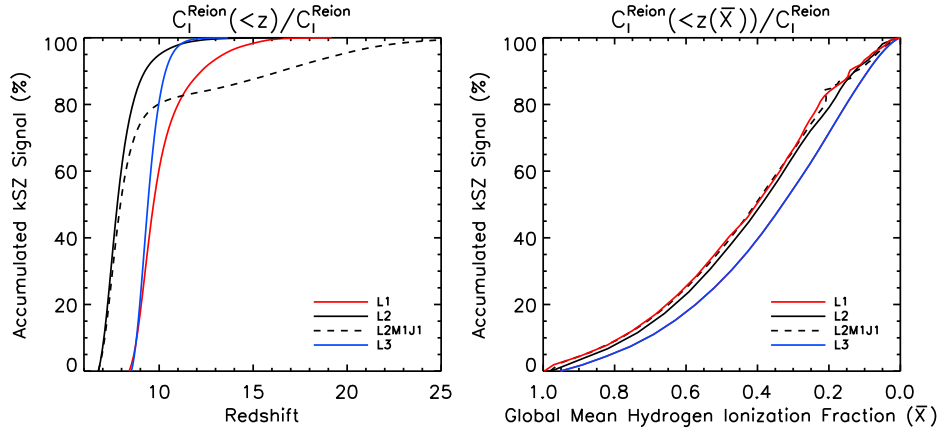 C_l^Reion(<z)/C_l^Reion
Accumulated kSZ Signal (%)
100
80
60
40
20
0
L1
L2
L2M1J1
L3
10 15 20 25
Redshift
C_l^Reion(<z(X̅))/C_l^Reion
Accumulated kSZ Signal (%)
100
80
60
40
20
0
L1
L2
L2M1J1
L3
1.0 0.8 0.6 0.4 0.2 0.0
Global Mean Hydrogen Ionization Fraction (X̅)